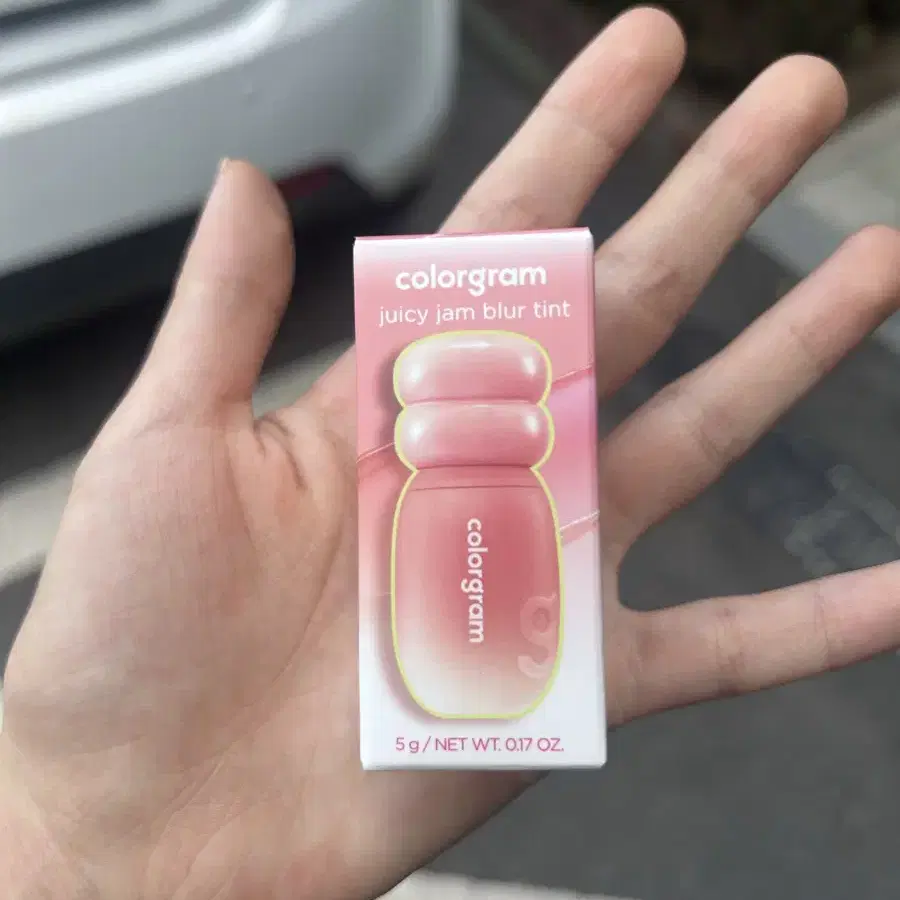 colorgram
juicy jam blur tint
colorgram
g
5 g / NET WT. 0.17 OZ.